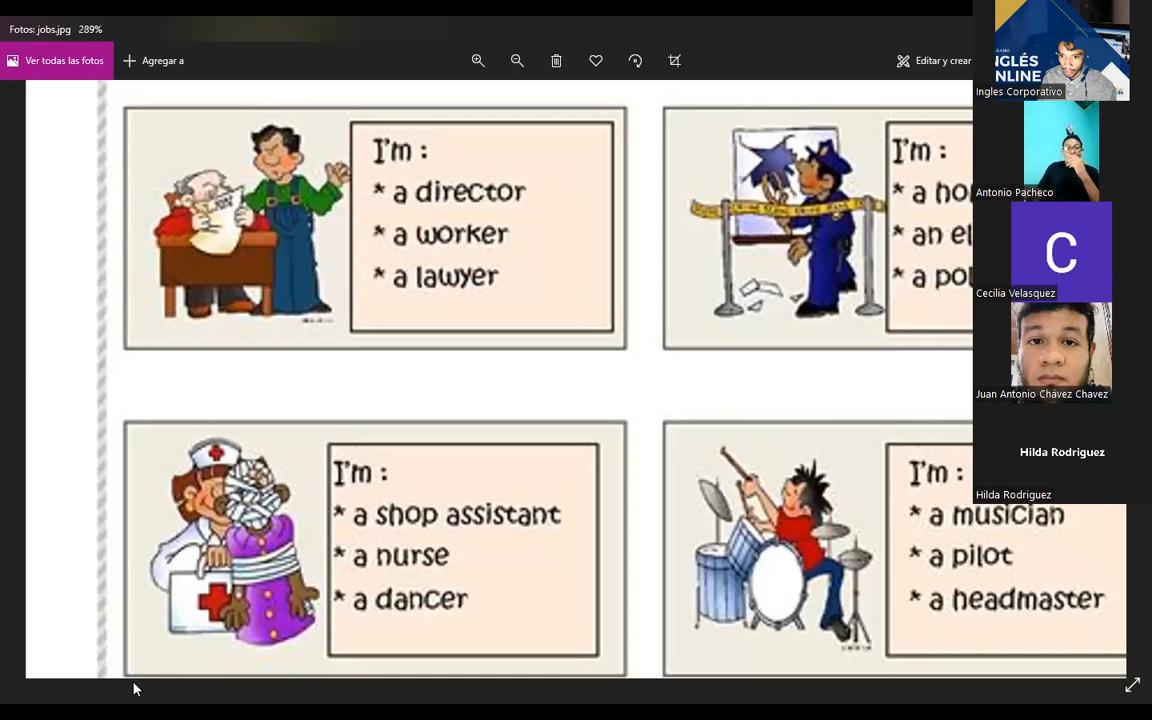 Fotos: jobs.jpg 289%
Ver todas las fotos
Agregar a
Editar y crear
I'm :
* a director
* a worker
* a lawyer
I'm :
* a
* an
* a
I'm :
* a shop assistant
* a nurse
* a dancer
I'm :
* a musician
* a pilot
* a headmaster
INGLÉS
ONLINE
Ingles Corporativo
Antonio Pacheco
C
Cecilia Velasquez
Juan Antonio Chávez Chavez
Hilda Rodriguez
Hilda Rodriguez